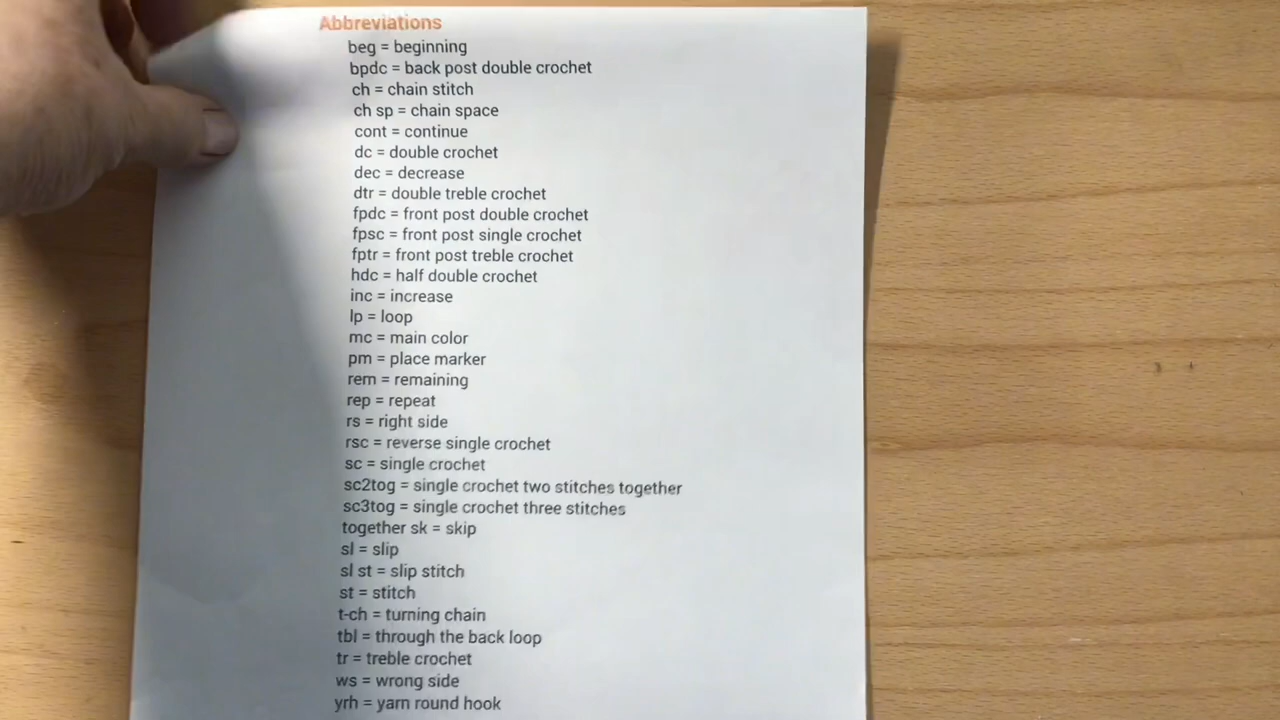 Abbreviations
beg = beginning
bpdc = back post double crochet
ch = chain stitch
ch sp = chain space
cont = continue
dc = double crochet
dec = decrease
dtr = double treble crochet
fpdc = front post double crochet
fpsc = front post single crochet
fptr = front post treble crochet
hdc = half double crochet
inc = increase
lp = loop
mc = main color
pm = place marker
rem = remaining
rep = repeat
rs = right side
rsc = reverse single crochet
sc = single crochet
sc2tog = single crochet two stitches together
sc3tog = single crochet three stitches
together sk = skip
sl = slip
sl st = slip stitch
st = stitch
t-ch = turning chain
tbl = through the back loop
tr = treble crochet
ws = wrong side
yrh = yarn round hook